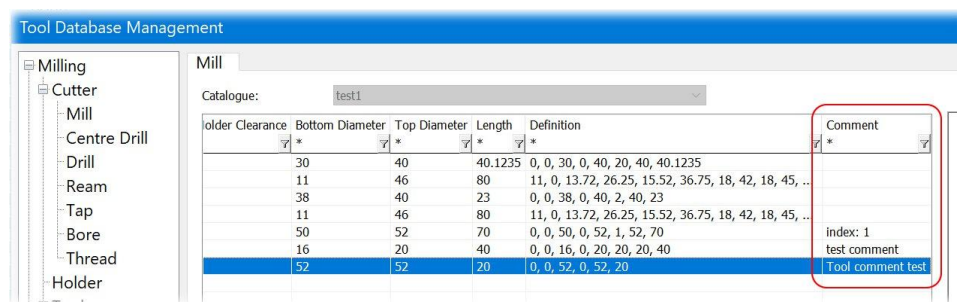 Tool Database Management
Milling
Cutter
Mill
Centre Drill
Drill
Ream
Tap
Bore
Thread
Holder
Mill
Catalogue: test1
older Clearance Bottom Diameter Top Diameter Length Definition Comment
* * * * *
30 40 40.1235 0, 0, 30, 0, 40, 20, 40, 40.1235
11 46 80 11, 0, 13.72, 26.25, 15.52, 36.75, 18, 42, 18, 45, ...
38 40 23 0, 0, 38, 0, 40, 2, 40, 23
11 46 80 11, 0, 13.72, 26.25, 15.52, 36.75, 18, 42, 18, 45, ...
50 52 70 0, 0, 50, 0, 52, 1, 52, 70 index: 1
16 20 40 0, 0, 16, 0, 20, 20, 20, 40 test comment
52 52 20 0, 0, 52, 0, 52, 20 Tool comment test